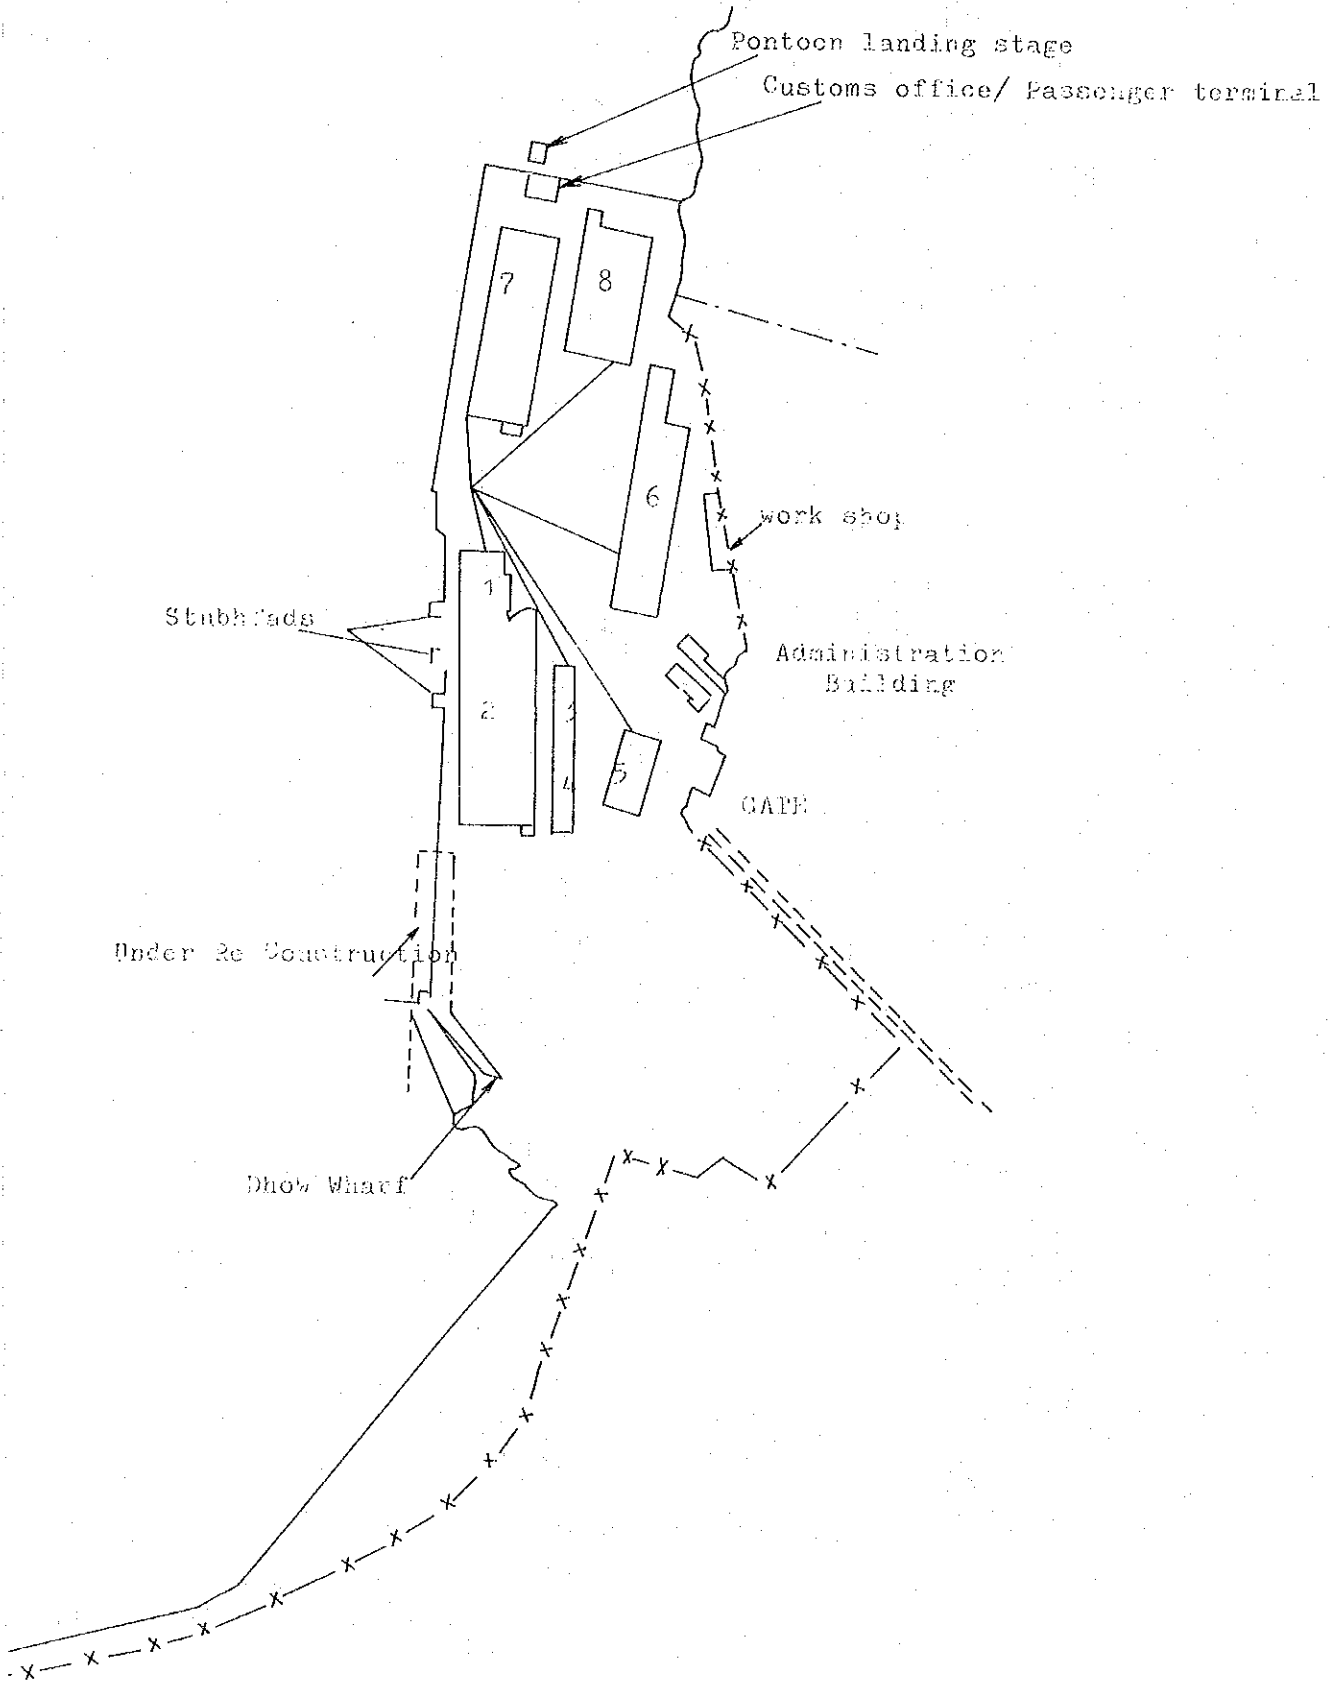 Pontoon landing stage
Customs office/ Passenger terminal
7
8
6
work shop
1
Stubheads
Administration
Building
2
3
5
4
GATE
Under Re Construction
Dhow Wharf